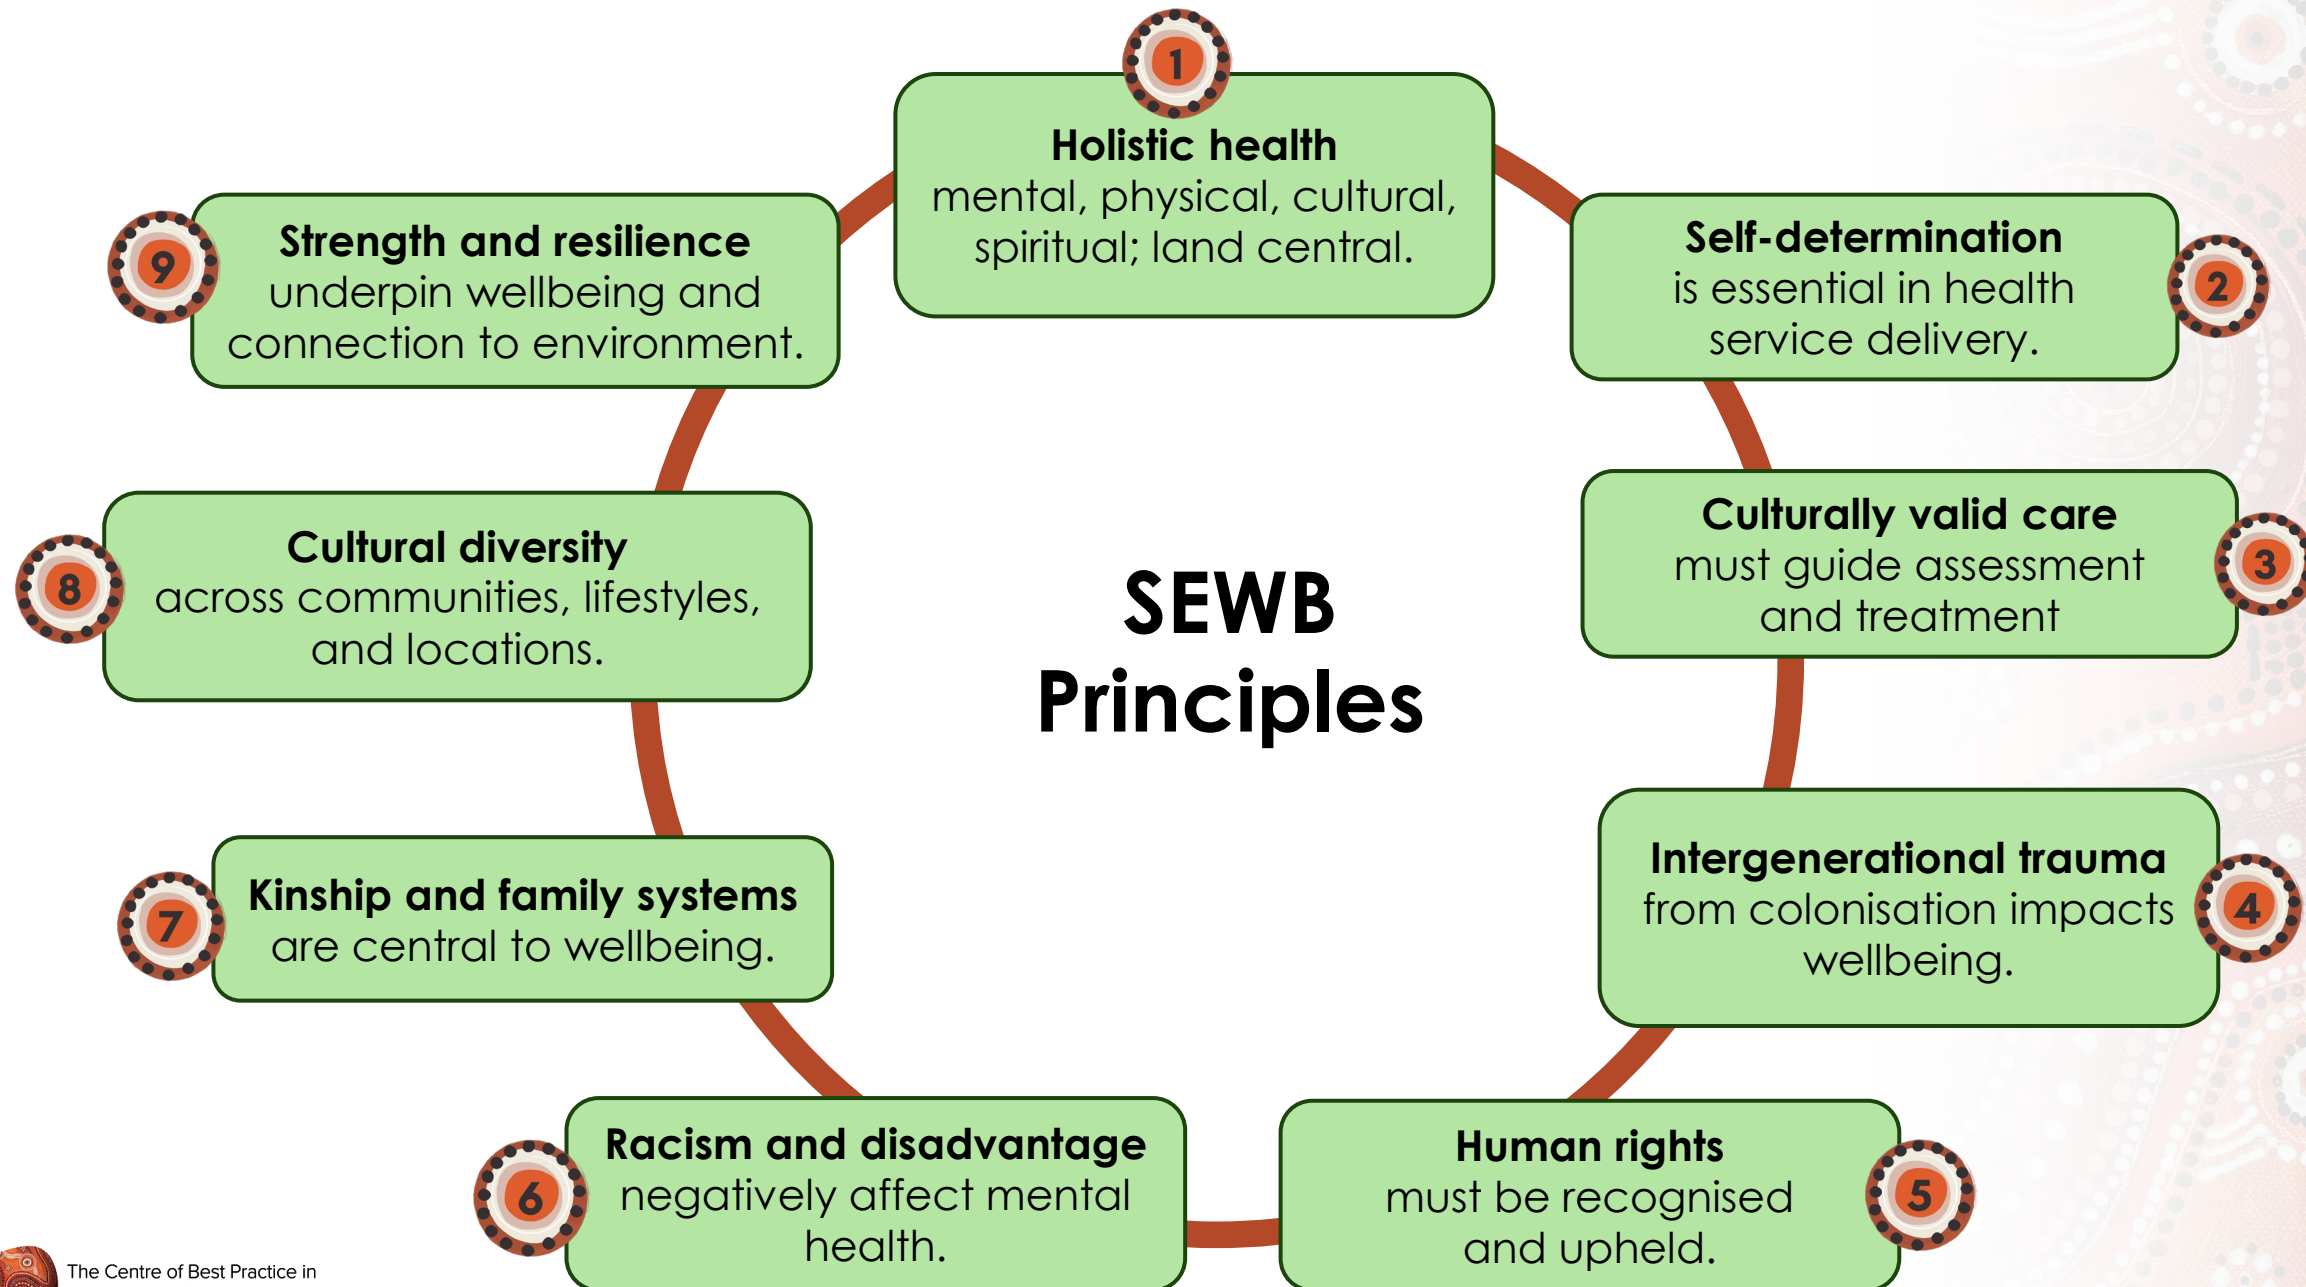 1
Holistic health
mental, physical, cultural,
spiritual; land central.
2
Self-determination
is essential in health
service delivery.
3
Culturally valid care
must guide assessment
and treatment
4
Intergenerational trauma
from colonisation impacts
wellbeing.
5
Human rights
must be recognised
and upheld.
6
Racism and disadvantage
negatively affect mental
health.
7
Kinship and family systems
are central to wellbeing.
8
Cultural diversity
across communities, lifestyles,
and locations.
9
Strength and resilience
underpin wellbeing and
connection to environment.
SEWB
Principles
The Centre of Best Practice in